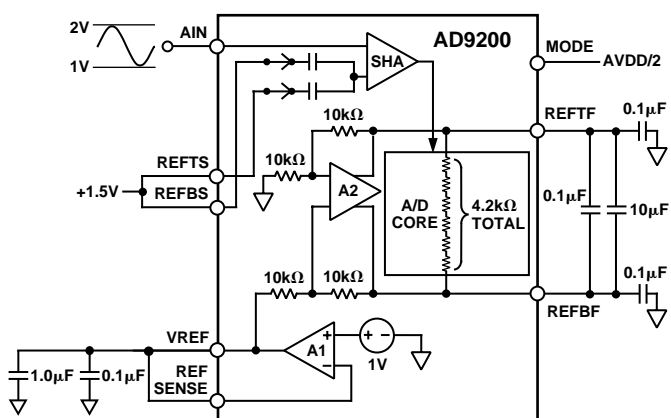 AD9200
2V
1V
AIN
SHA
MODE
AVDD/2
10kΩ
REFTF
0.1µF
10kΩ
REFTS
REFBS
+1.5V
A2
A/D
CORE
4.2kΩ
TOTAL
0.1µF
10µF
10kΩ
10kΩ
0.1µF
REFBF
VREF
A1
+
−
+ −
1V
1.0µF
0.1µF
REF
SENSE